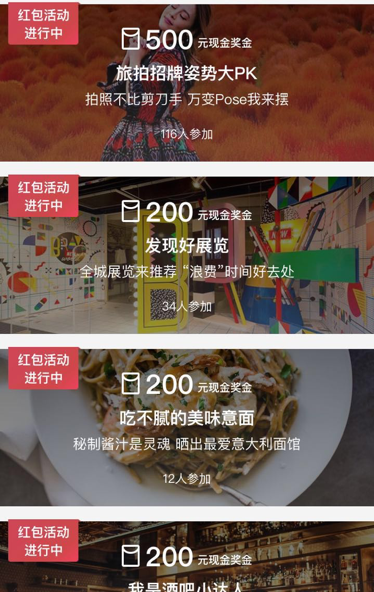 红包活动
进行中
500 元现金奖金
旅拍招牌姿势大PK
拍照不比剪刀手 万变Pose我来摆
116人参加
红包活动
进行中
200 元现金奖金
发现好展览
全城展览来推荐 “浪费”时间好去处
34人参加
红包活动
进行中
200 元现金奖金
吃不腻的美味意面
秘制酱汁是灵魂 晒出最爱意大利面馆
12人参加
红包活动
进行中
200 元现金奖金
我是酒吧小达人